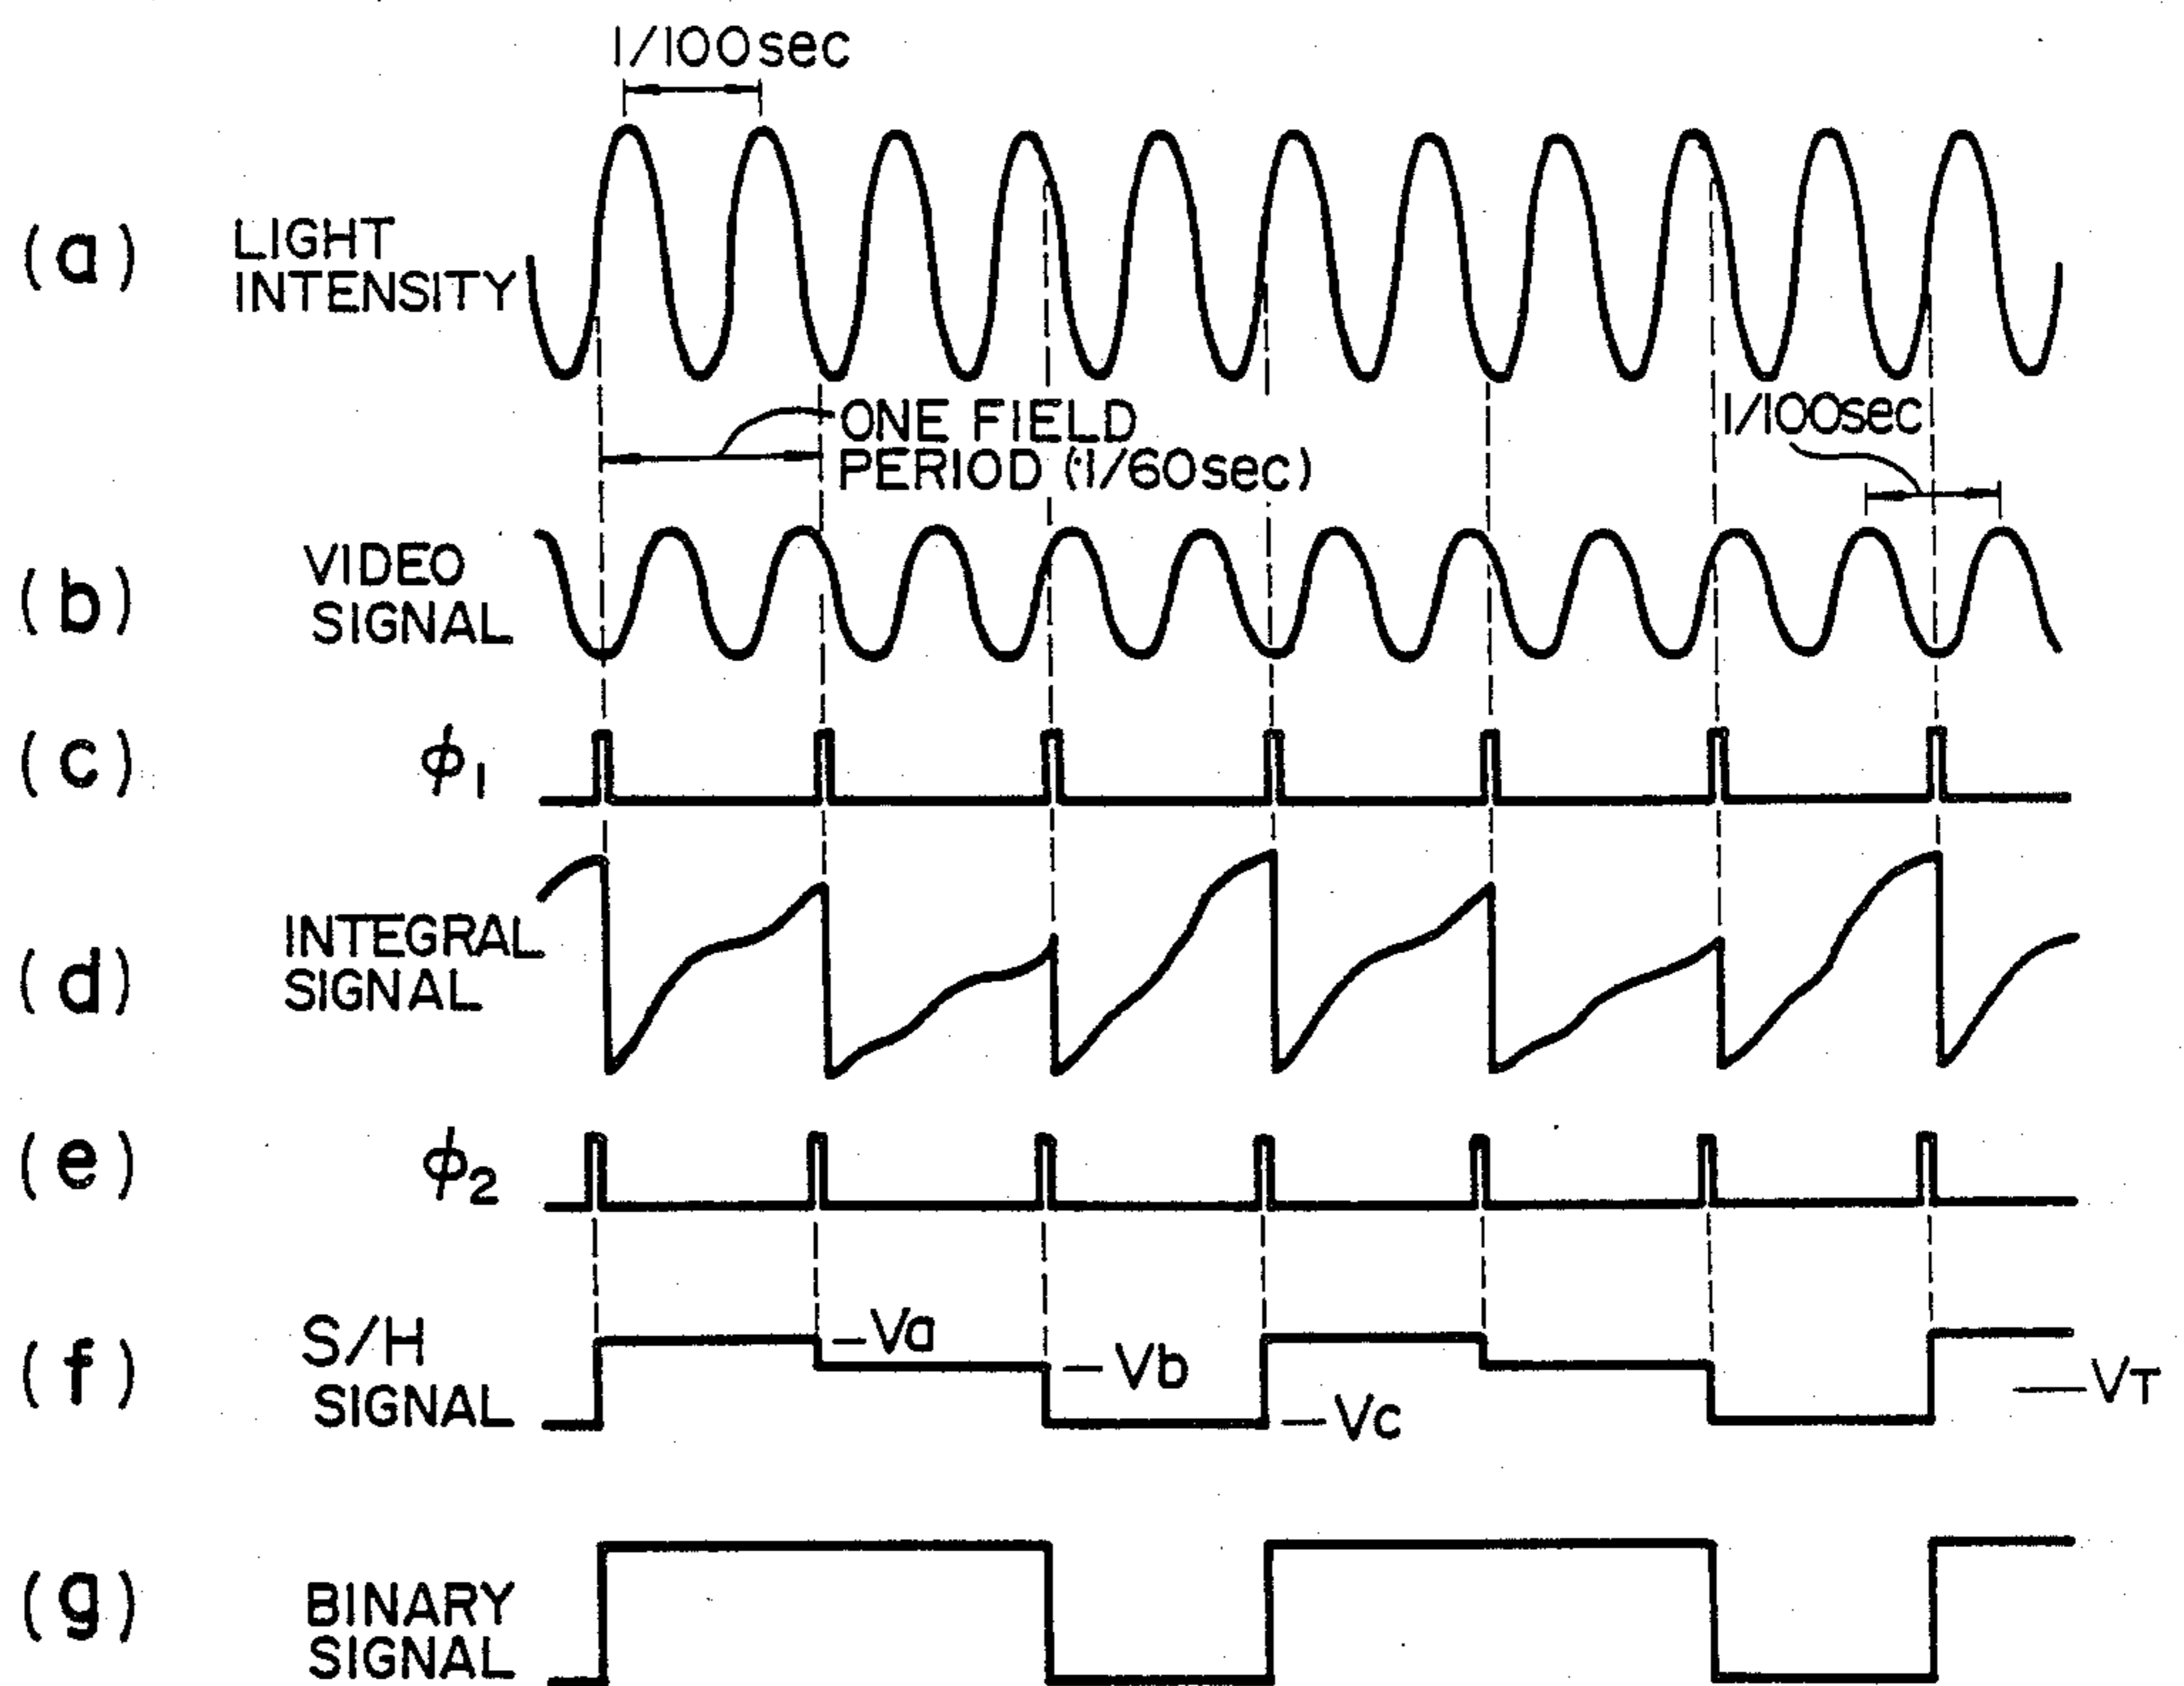 1/100sec
(a)
LIGHT
INTENSITY
ONE FIELD
PERIOD (1/60sec)
1/100sec
(b)
VIDEO
SIGNAL
(c)
ϕ1
(d)
INTEGRAL
SIGNAL
(e)
ϕ2
(f)
S/H
SIGNAL
Va
Vb
Vc
VT
(g)
BINARY
SIGNAL